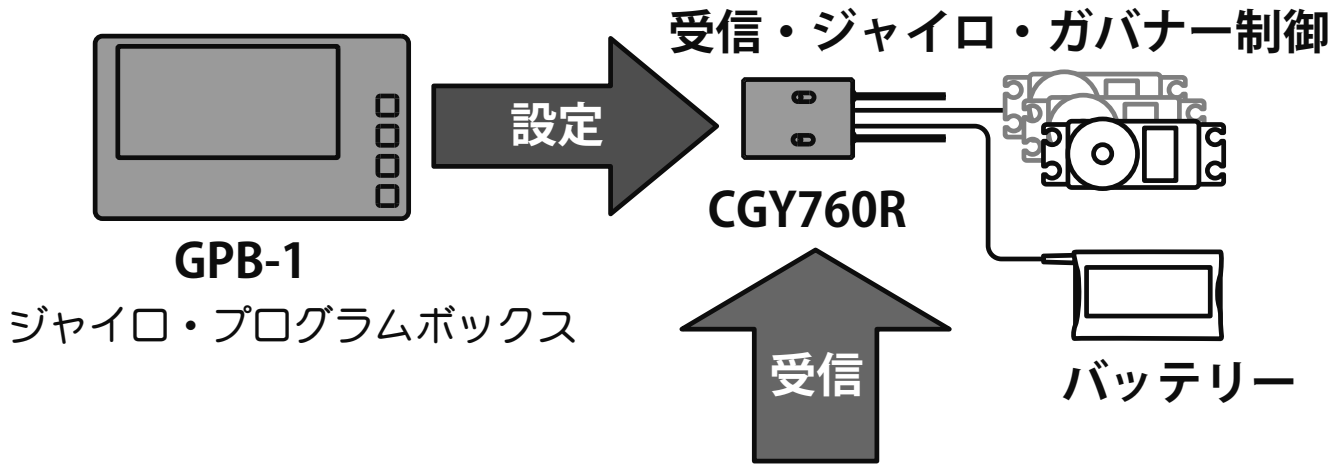 受信・ジャイロ・ガバナー制御
設定
CGY760R
GPB-1
ジャイロ・プログラムボックス
受信
バッテリー